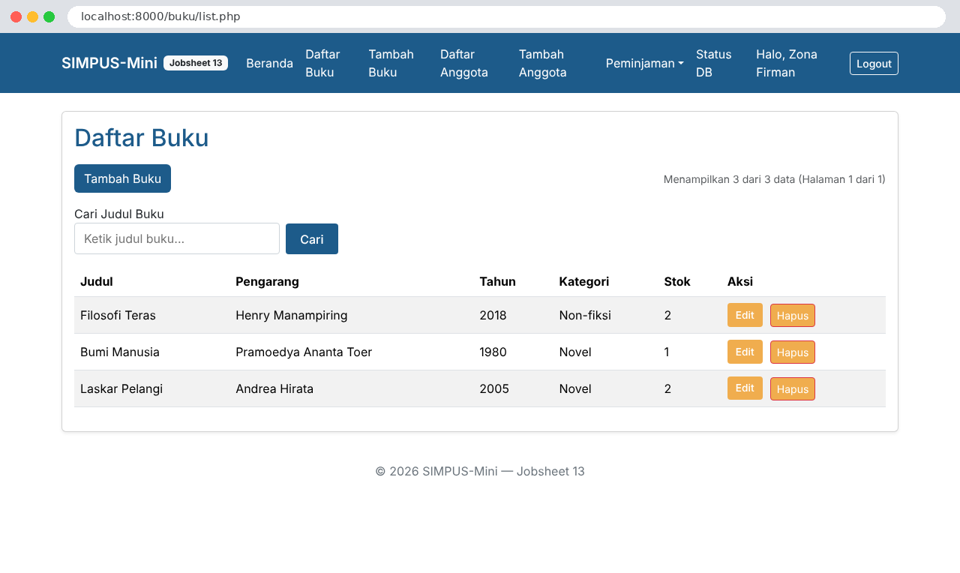 localhost:8000/buku/list.php
SIMPUS-Mini Jobsheet 13 Beranda Daftar Buku Tambah Buku Daftar Anggota Tambah Anggota Peminjaman Status DB Halo, Zona Firman Logout
Daftar Buku
Tambah Buku Menampilkan 3 dari 3 data (Halaman 1 dari 1)
Cari Judul Buku
Ketik judul buku... Cari
Judul Pengarang Tahun Kategori Stok Aksi
Filosofi Teras Henry Manampiring 2018 Non-fiksi 2 Edit Hapus
Bumi Manusia Pramoedya Ananta Toer 1980 Novel 1 Edit Hapus
Laskar Pelangi Andrea Hirata 2005 Novel 2 Edit Hapus
© 2026 SIMPUS-Mini — Jobsheet 13